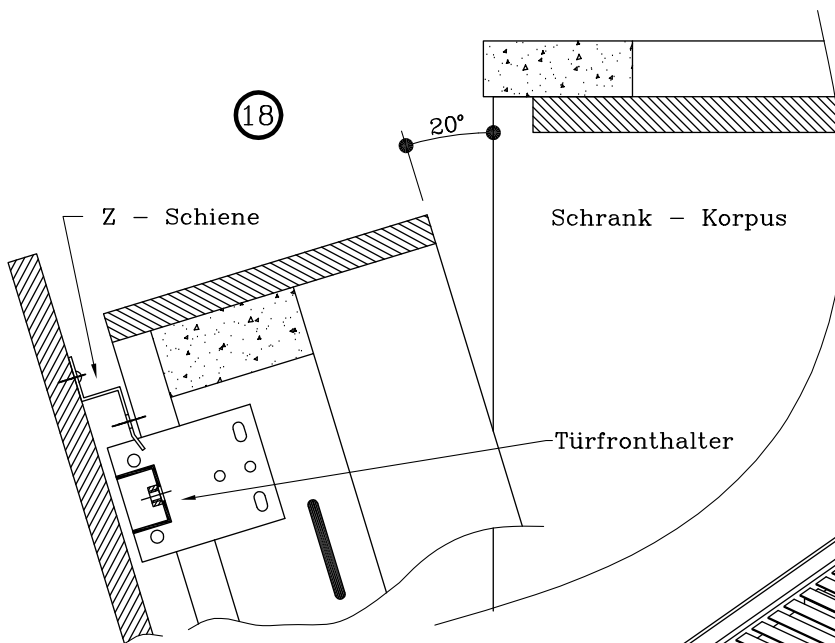 18
20°
Z – Schiene
Schrank – Korpus
Türfronthalter